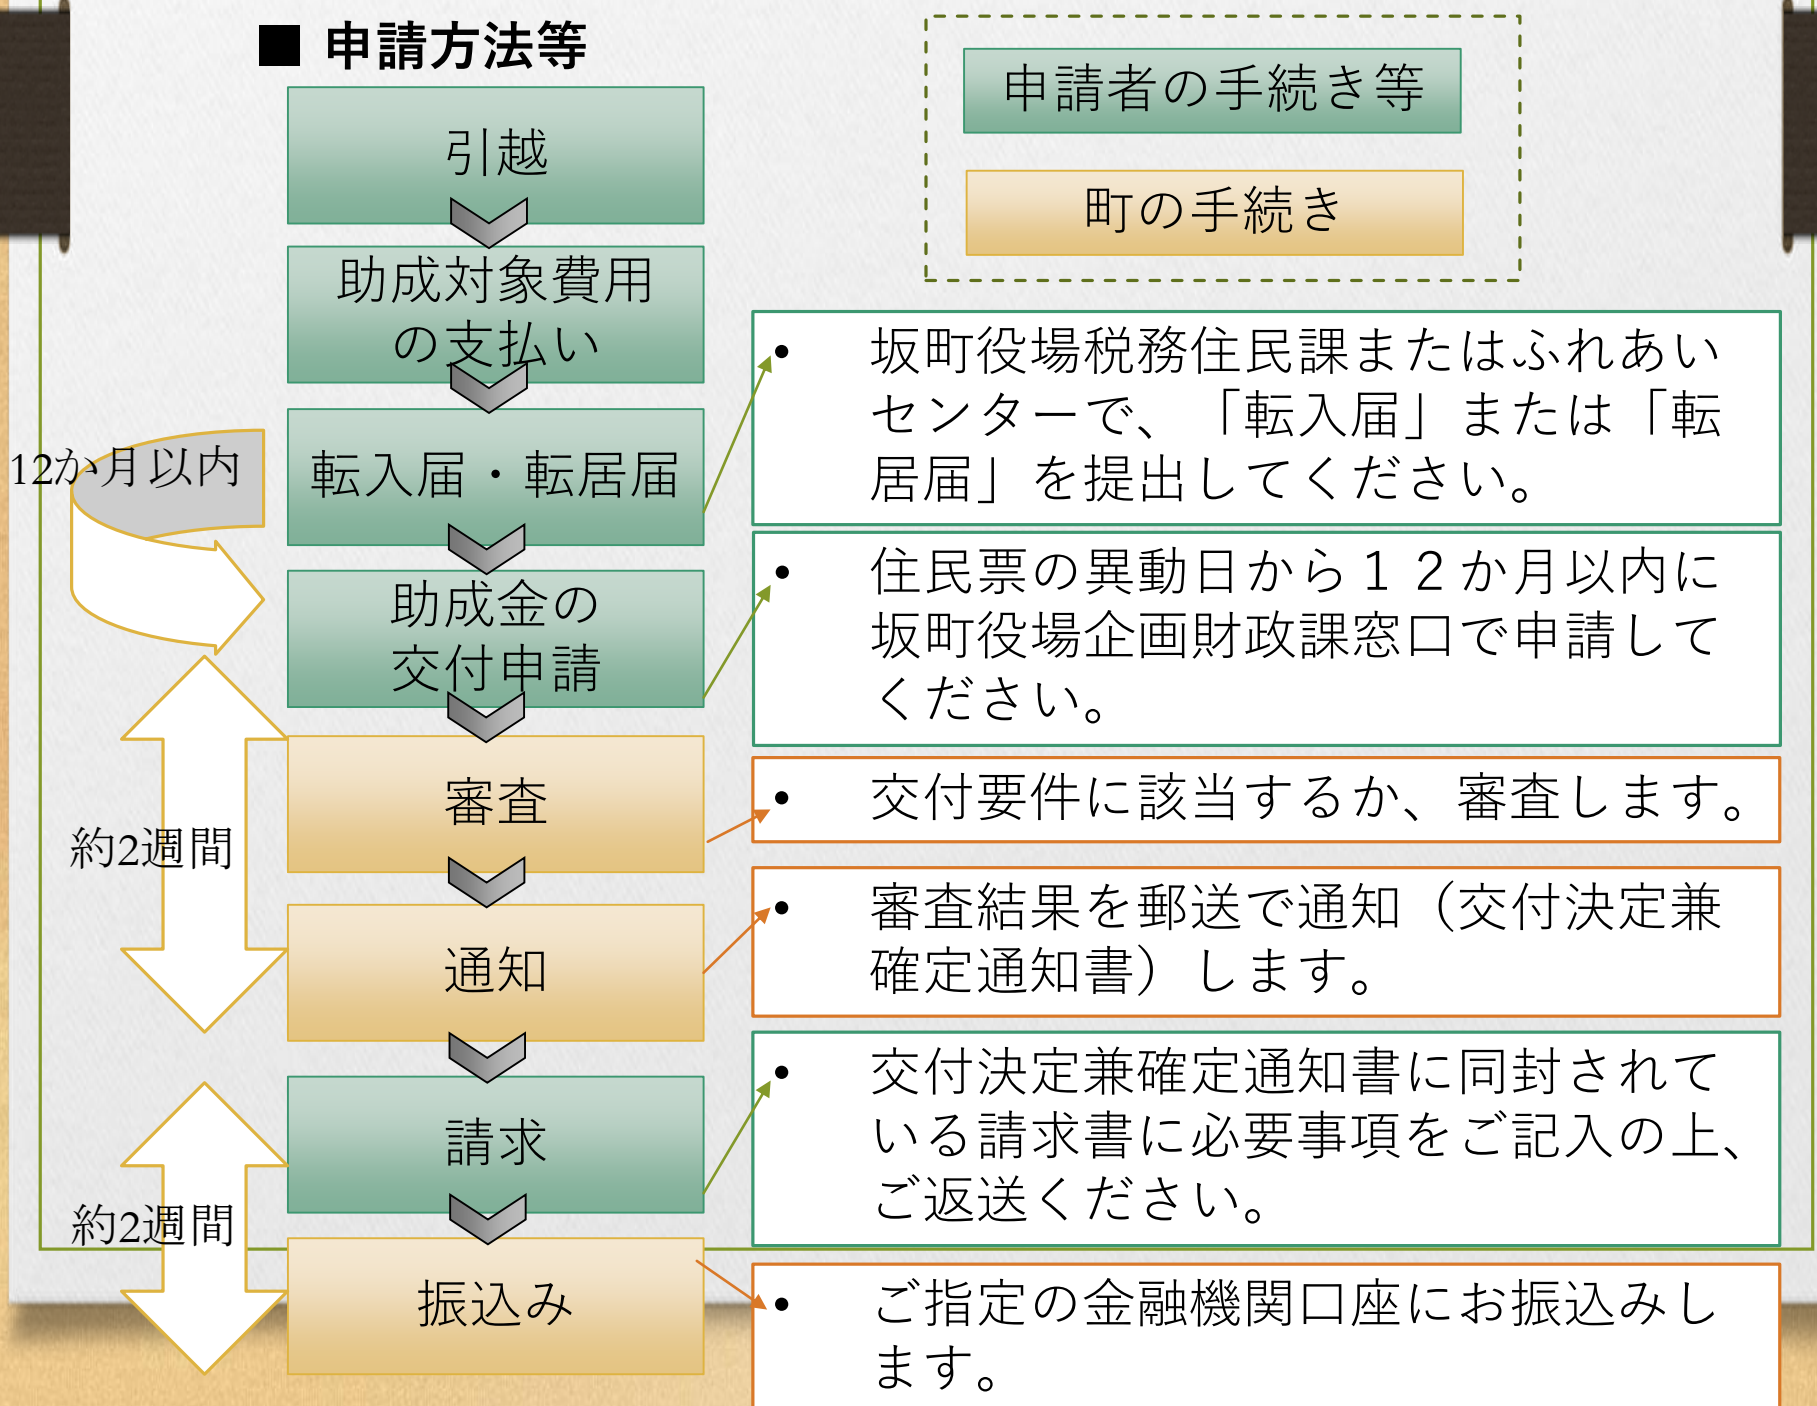 ■ 申請方法等
申請者の手続き等
町の手続き
引越
助成対象費用
の支払い
転入届・転居届
12か月以内
助成金の
交付申請
審査
約2週間
通知
請求
約2週間
振込み
• 坂町役場税務住民課またはふれあい
センターで、「転入届」または「転
居届」を提出してください。
• 住民票の異動日から１２か月以内に
坂町役場企画財政課窓口で申請して
ください。
• 交付要件に該当するか、審査します。
• 審査結果を郵送で通知（交付決定兼
確定通知書）します。
• 交付決定兼確定通知書に同封されて
いる請求書に必要事項をご記入の上、
ご返送ください。
• ご指定の金融機関口座にお振込みし
ます。